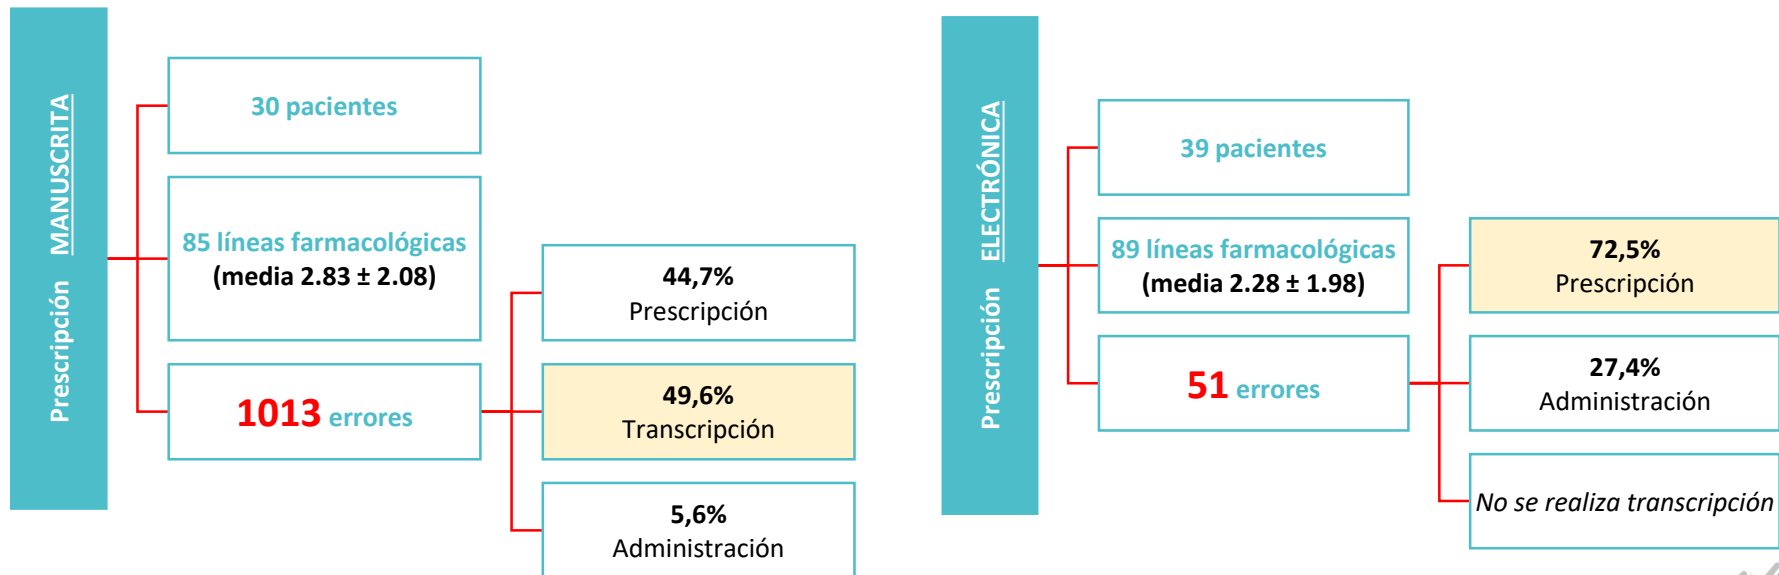 Prescripción MANUSCRITA
30 pacientes
85 líneas farmacológicas
(media 2.83 ± 2.08)
1013 errores
44,7%
Prescripción
49,6%
Transcripción
5,6%
Administración
Prescripción ELECTRÓNICA
39 pacientes
89 líneas farmacológicas
(media 2.28 ± 1.98)
51 errores
72,5%
Prescripción
27,4%
Administración
No se realiza transcripción